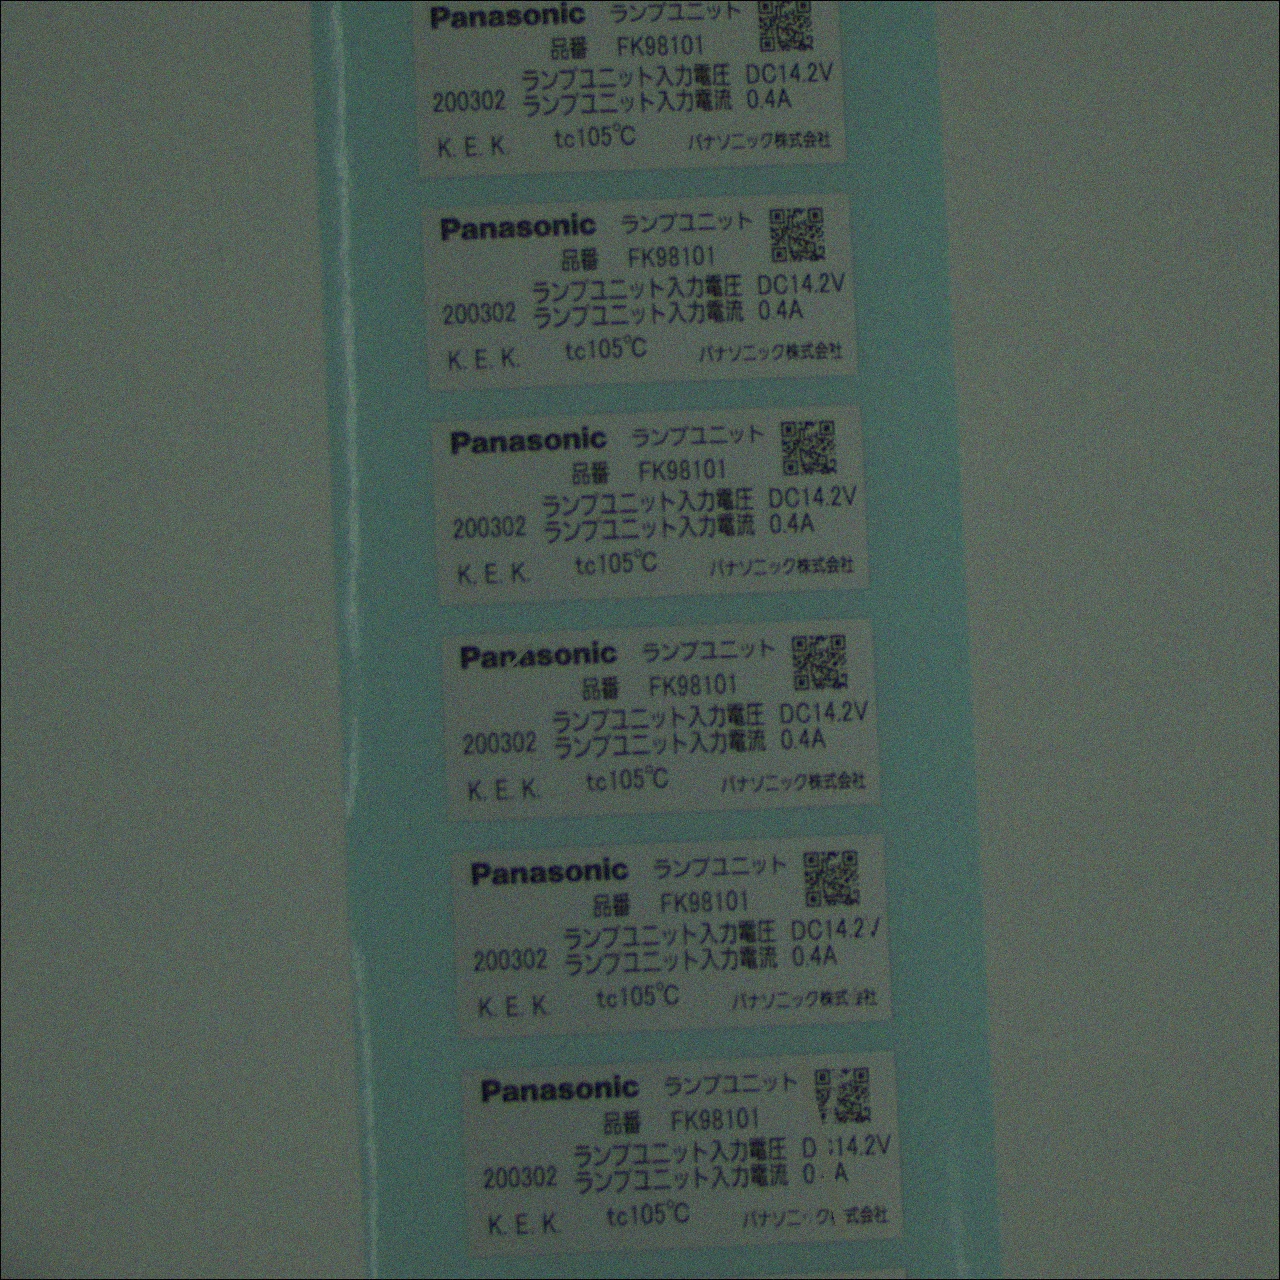 Panasonic ランプユニット
品番 FK98101
ランプユニット入力電圧 DC14.2V
200302 ランプユニット入力電流 0.4A
K.E.K. tc105℃ パナソニック株式会社
Panasonic ランプユニット
品番 FK98101
ランプユニット入力電圧 DC14.2V
200302 ランプユニット入力電流 0.4A
K.E.K. tc105℃ パナソニック株式会社
Panasonic ランプユニット
品番 FK98101
ランプユニット入力電圧 DC14.2V
200302 ランプユニット入力電流 0.4A
K.E.K. tc105℃ パナソニック株式会社
Panasonic ランプユニット
品番 FK98101
ランプユニット入力電圧 DC14.2V
200302 ランプユニット入力電流 0.4A
K.E.K. tc105℃ パナソニック株式会社
Panasonic ランプユニット
品番 FK98101
ランプユニット入力電圧 DC14.2
200302 ランプユニット入力電流 0.4A
K.E.K. tc105℃ パナソニック株式 社
Panasonic ランプユニット
品番 FK98101
ランプユニット入力電圧 D 14.2V
200302 ランプユニット入力電流 0. A
K.E.K. tc105℃ パナソニ ク 式会社